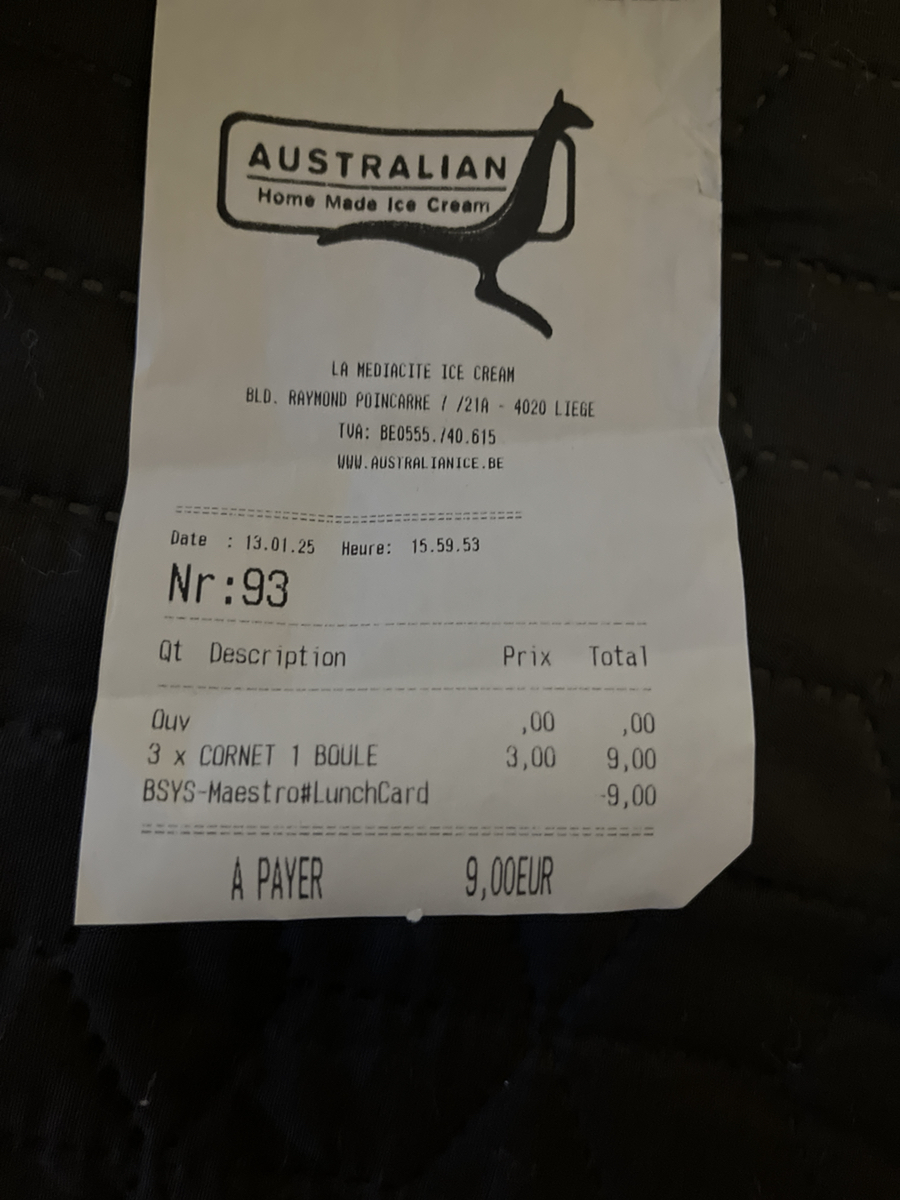 AUSTRALIAN
Home Made Ice Cream
LA MEDIACITE ICE CREAM
BLD. RAYMOND POINCARRE / /21A - 4020 LIEGE
TVA: BE0555./40.615
WWW.AUSTRALIANICE.BE
Date : 13.01.25 Heure: 15.59.53
Nr:93
Qt Description Prix Total
Ouv ,00 ,00
3 x CORNET 1 BOULE 3,00 9,00
BSYS-Maestro#LunchCard -9,00
A PAYER 9,00EUR